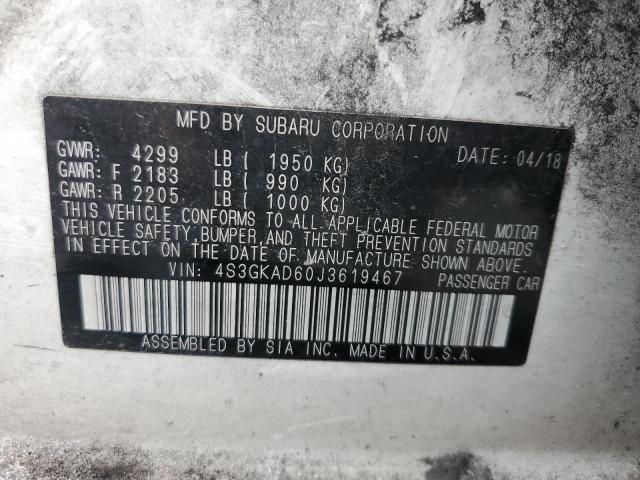 MFD BY SUBARU CORPORATION
GVWR: 4299 LB ( 1950 KG) DATE: 04/18
GAWR: F 2183 LB ( 990 KG)
GAWR: R 2205 LB ( 1000 KG)
THIS VEHICLE CONFORMS TO ALL APPLICABLE FEDERAL MOTOR
VEHICLE SAFETY, BUMPER, AND THEFT PREVENTION STANDARDS
IN EFFECT ON THE DATE OF MANUFACTURE SHOWN ABOVE.
VIN: 4S3GKAD60J3619467 PASSENGER CAR
ASSEMBLED BY SIA INC. MADE IN U.S.A.